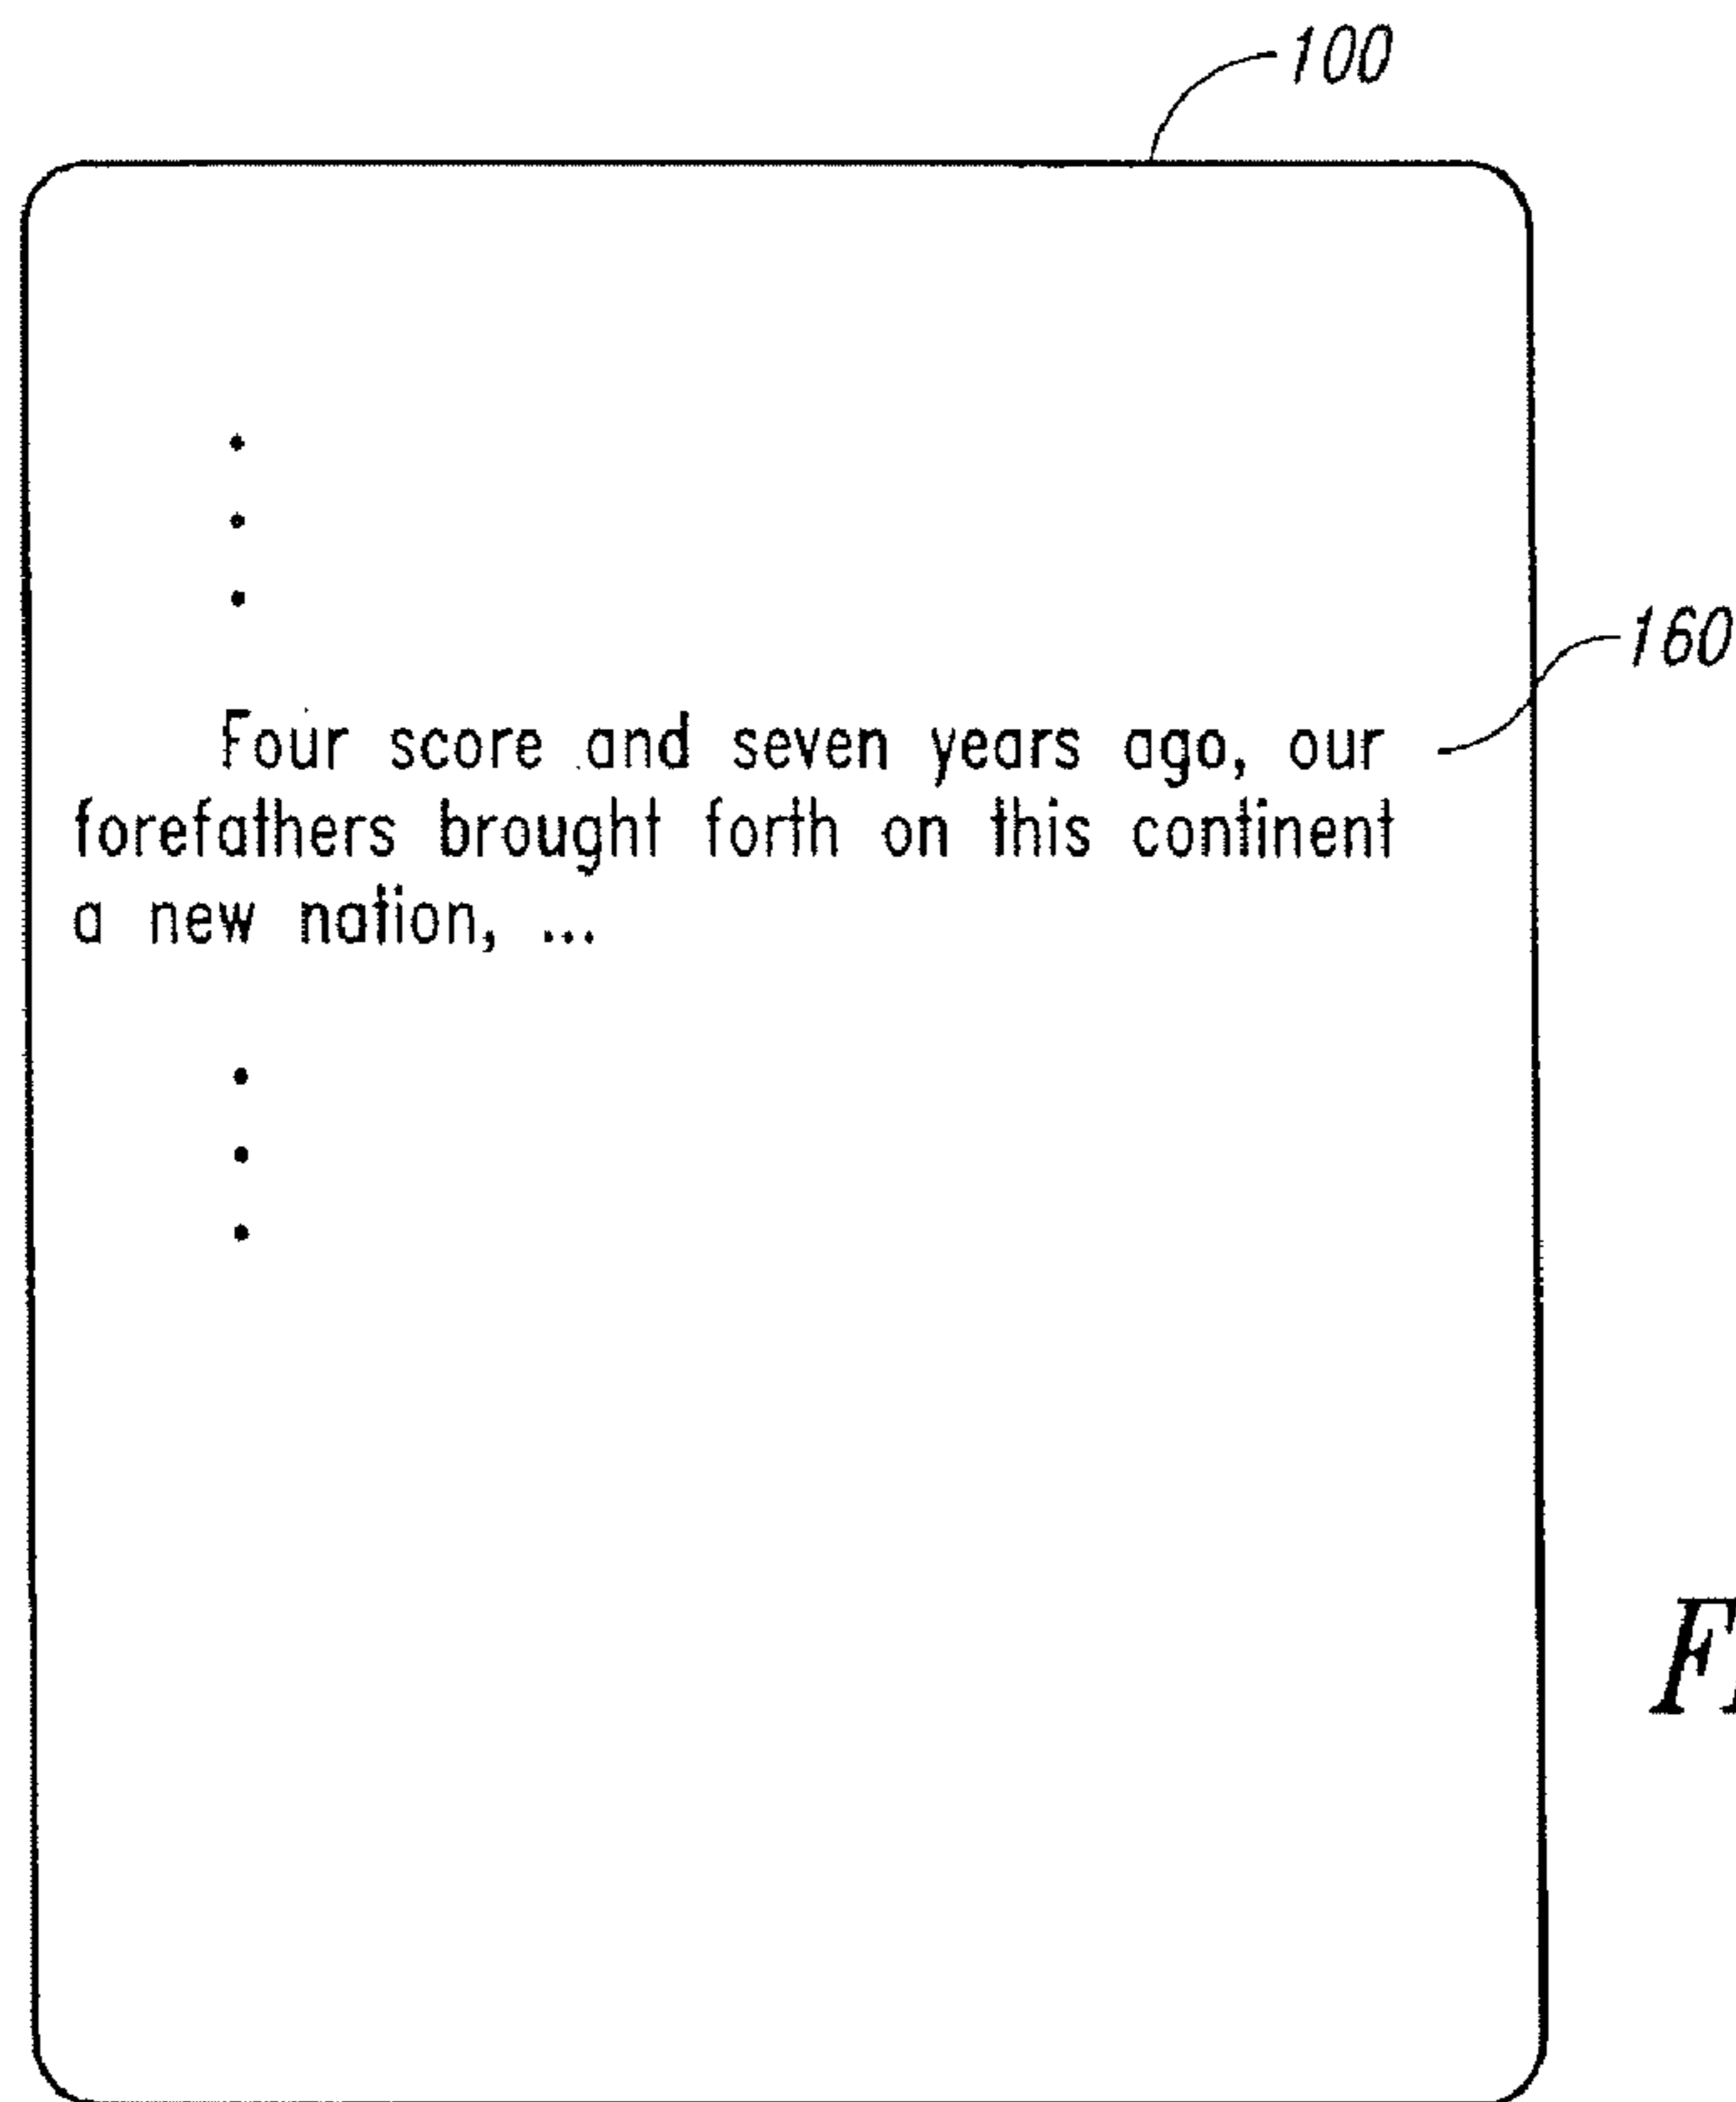 100
160
Four score and seven years ago, our
forefathers brought forth on this continent
a new nation, ...